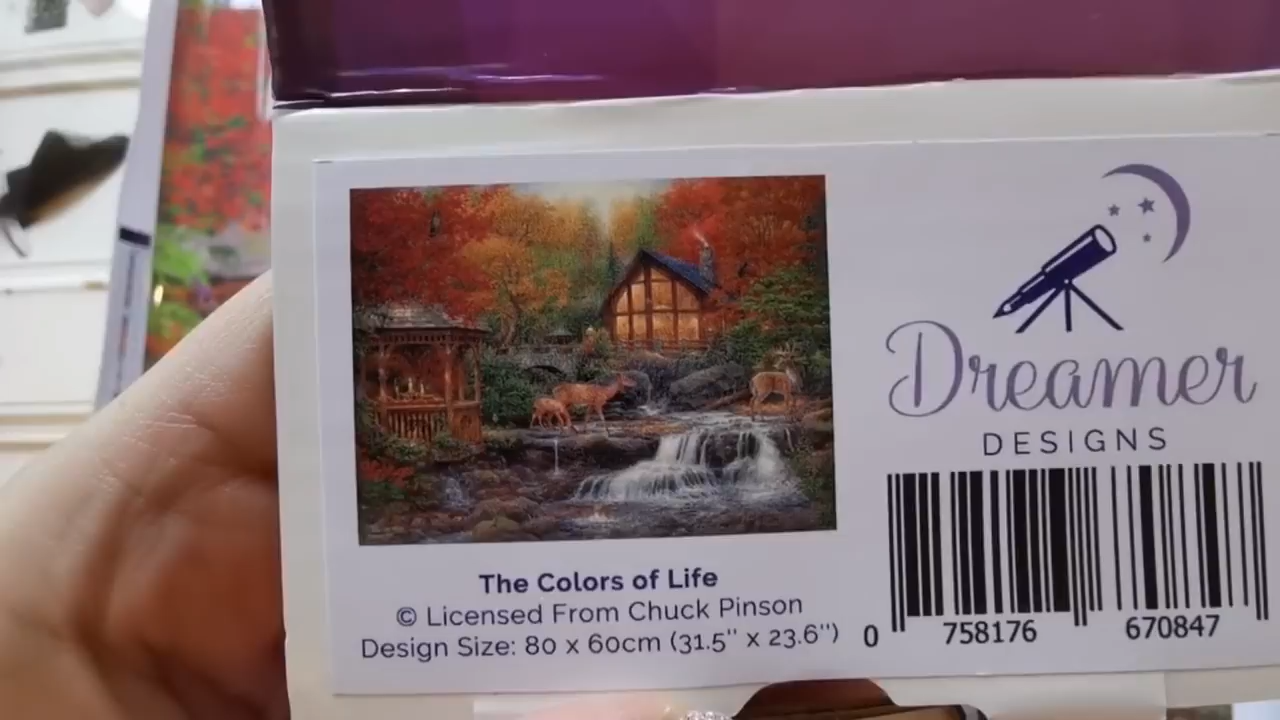 Dreamer
DESIGNS
The Colors of Life
© Licensed From Chuck Pinson
Design Size: 80 x 60cm (31.5" x 23.6")
0 758176 670847